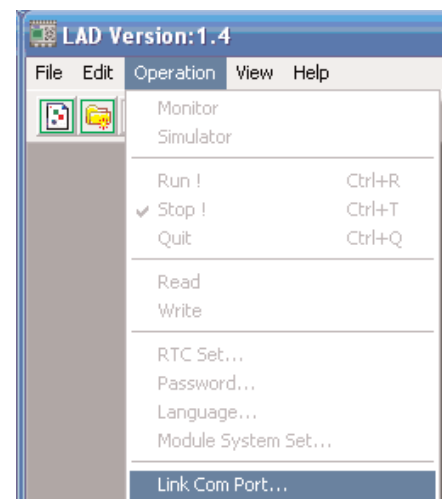 LAD Version:1.4
File Edit Operation View Help
Monitor
Simulator
Run ! Ctrl+R
Stop ! Ctrl+T
Quit Ctrl+Q
Read
Write
RTC Set...
Password...
Language...
Module System Set...
Link Com Port...